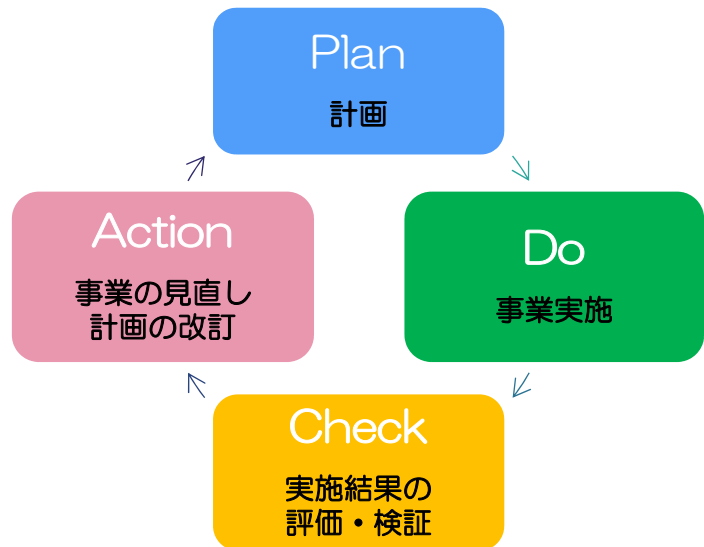 Plan
計画
Do
事業実施
Check
実施結果の
評価・検証
Action
事業の見直し
計画の改訂